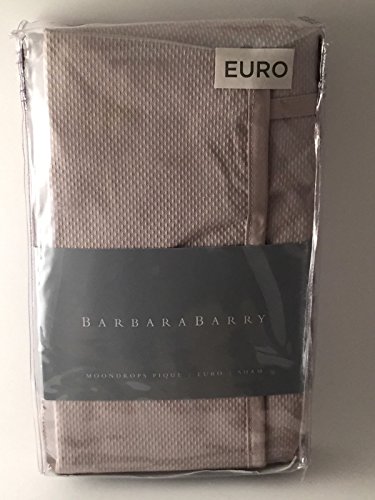 EURO
BARBARA BARRY
MOONDROPS PIQUE | EURO | SHAM